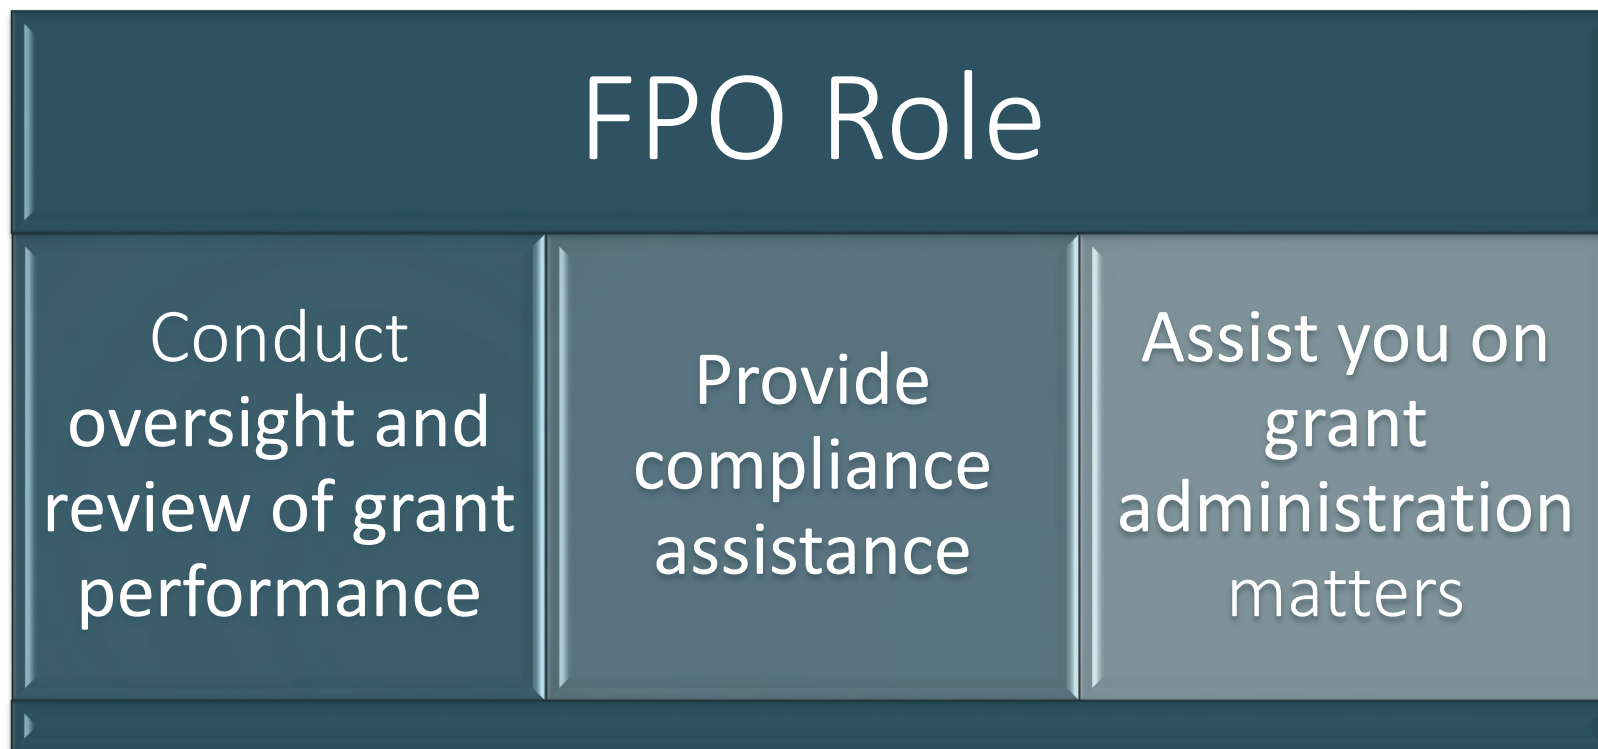 FPO Role
Conduct
oversight and
review of grant
performance
Provide
compliance
assistance
Assist you on
grant
administration
matters